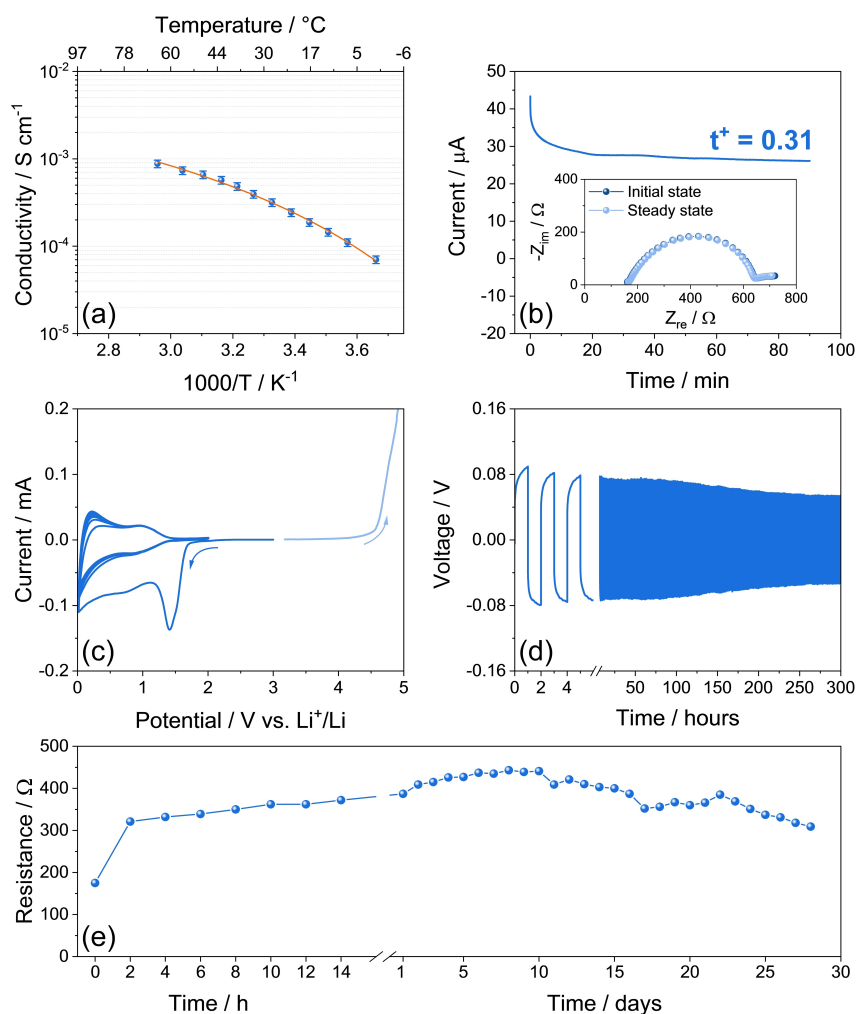 Temperature / °C
97 78 60 44 30 17 5 -6
10⁻²
10⁻³
10⁻⁴
10⁻⁵
Conductivity / S cm⁻¹
(a)
2.8 3.0 3.2 3.4 3.6
1000/T / K⁻¹
50
40
30
20
10
0
-10
-20
Current / µA
t⁺ = 0.31
Initial state
Steady state
400
200
0
-Z_im / Ω
0 200 400 600 800
Z_re / Ω
(b)
0 20 40 60 80 100
Time / min
0.2
0.1
0.0
-0.1
-0.2
Current / mA
(c)
0 1 2 3 4 5
Potential / V vs. Li⁺/Li
0.16
0.08
0.00
-0.08
-0.16
Voltage / V
(d)
0 2 4 50 100 150 200 250 300
Time / hours
500
400
300
200
100
0
Resistance / Ω
(e)
0 2 4 6 8 10 12 14 1 5 10 15 20 25 30
Time / h
Time / days